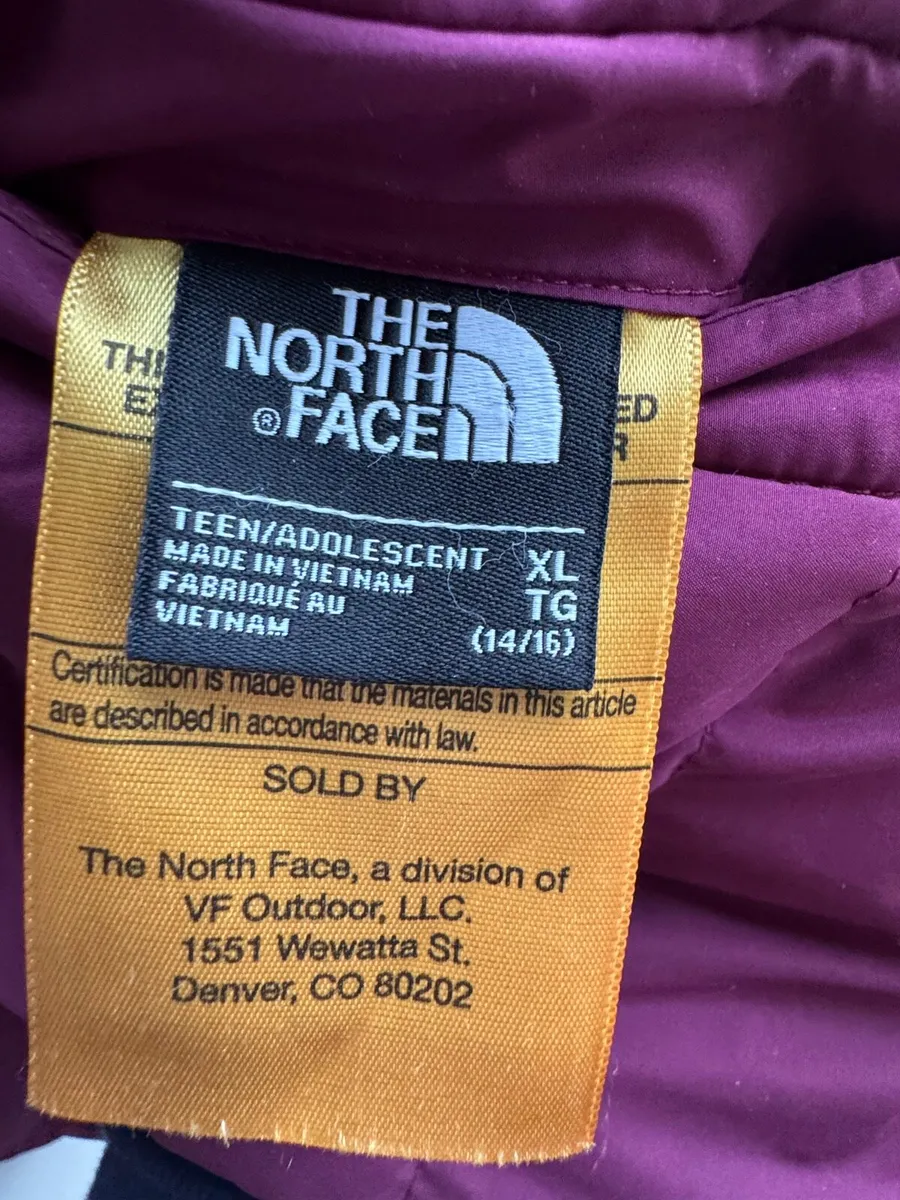 THE
NORTH
® FACE
TEEN/ADOLESCENT XL
MADE IN VIETNAM
FABRIQUÉ AU TG
VIETNAM (14/16)
Certification is made that the materials in this article
are described in accordance with law.
SOLD BY
The North Face, a division of
VF Outdoor, LLC.
1551 Wewatta St.
Denver, CO 80202